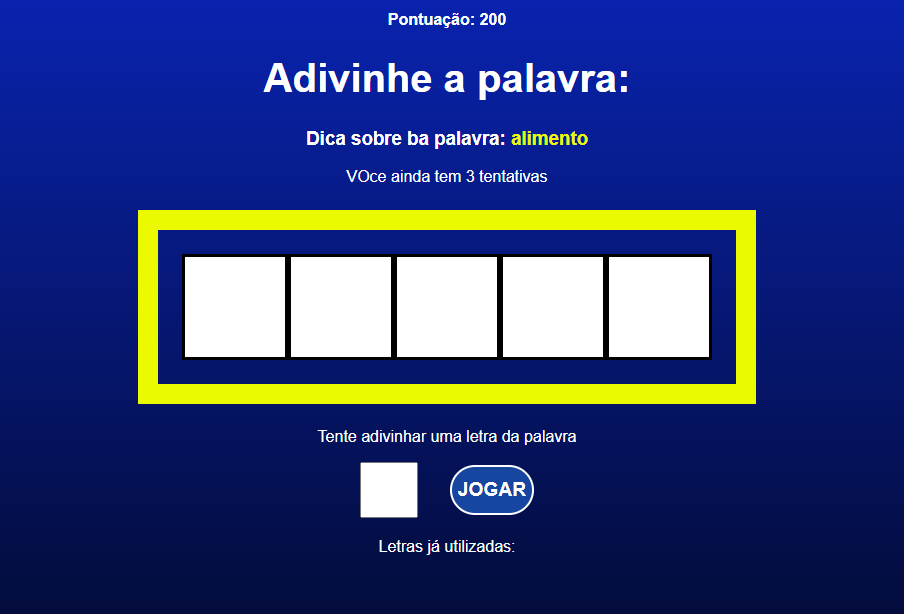 Pontuação: 200
Adivinhe a palavra:
Dica sobre ba palavra: alimento
VOce ainda tem 3 tentativas
Tente adivinhar uma letra da palavra
JOGAR
Letras já utilizadas: